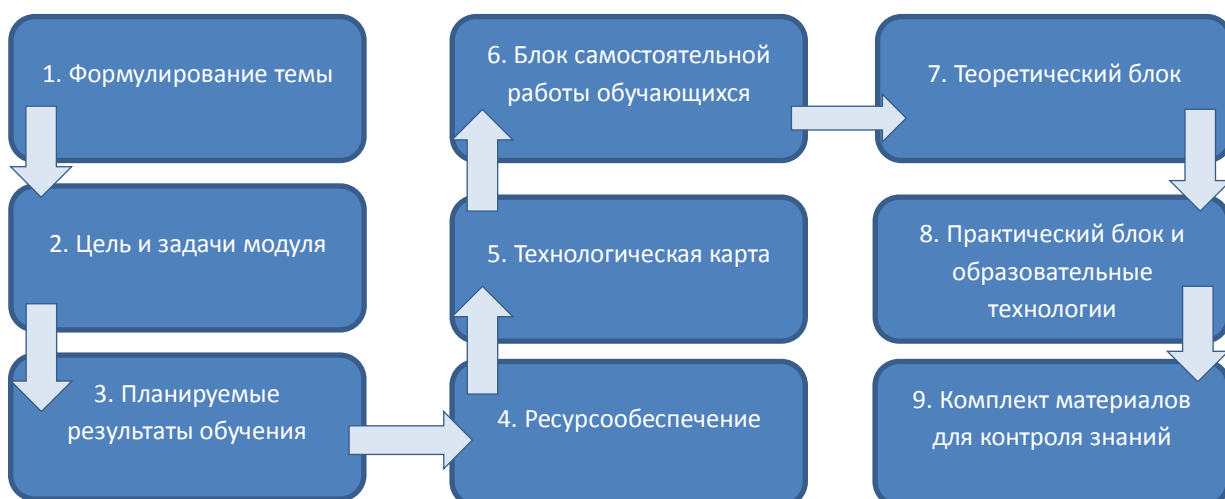 1. Формулирование темы
2. Цель и задачи модуля
3. Планируемые
результаты обучения
4. Ресурсообеспечение
5. Технологическая карта
6. Блок самостоятельной
работы обучающихся
7. Теоретический блок
8. Практический блок и
образовательные
технологии
9. Комплект материалов
для контроля знаний